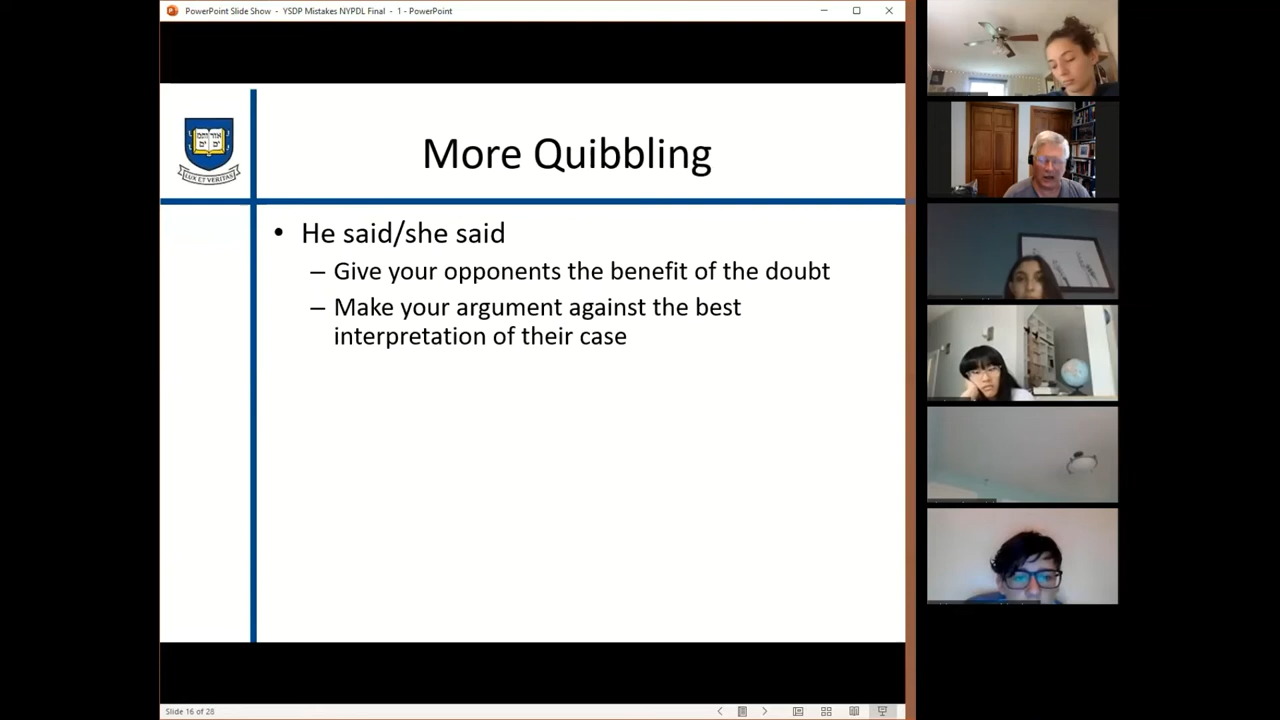 PowerPoint Slide Show - YSDP Mistakes NYPDL Final - 1 - PowerPoint
LUX ET VERITAS
More Quibbling
• He said/she said
– Give your opponents the benefit of the doubt
– Make your argument against the best
interpretation of their case
Slide 16 of 28